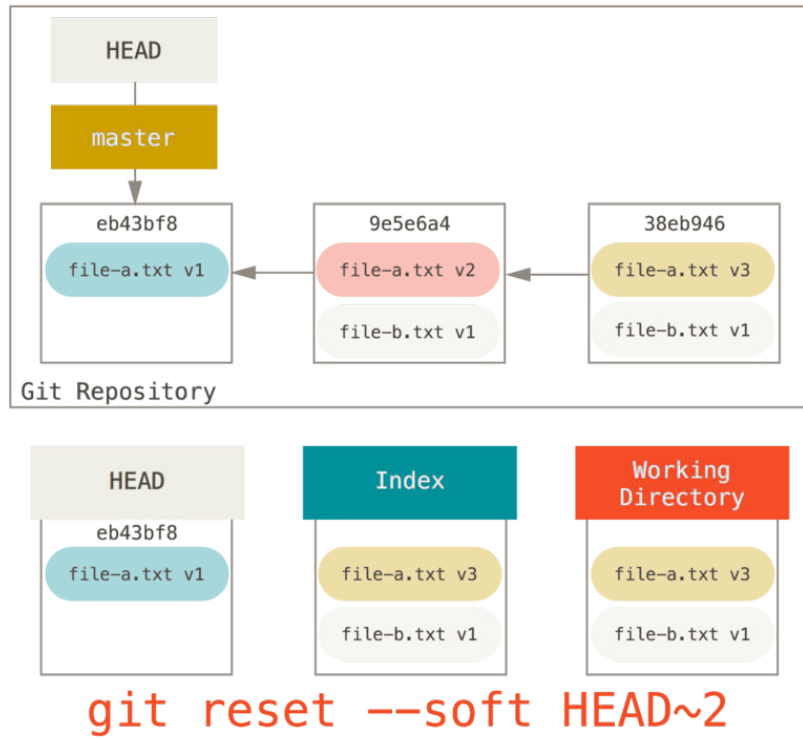 HEAD
master
eb43bf8
9e5e6a4
38eb946
file-a.txt v1
file-a.txt v2
file-a.txt v3
file-b.txt v1
file-b.txt v1
Git Repository
HEAD
Index
Working
Directory
eb43bf8
file-a.txt v1
file-a.txt v3
file-a.txt v3
file-b.txt v1
file-b.txt v1
git reset --soft HEAD~2